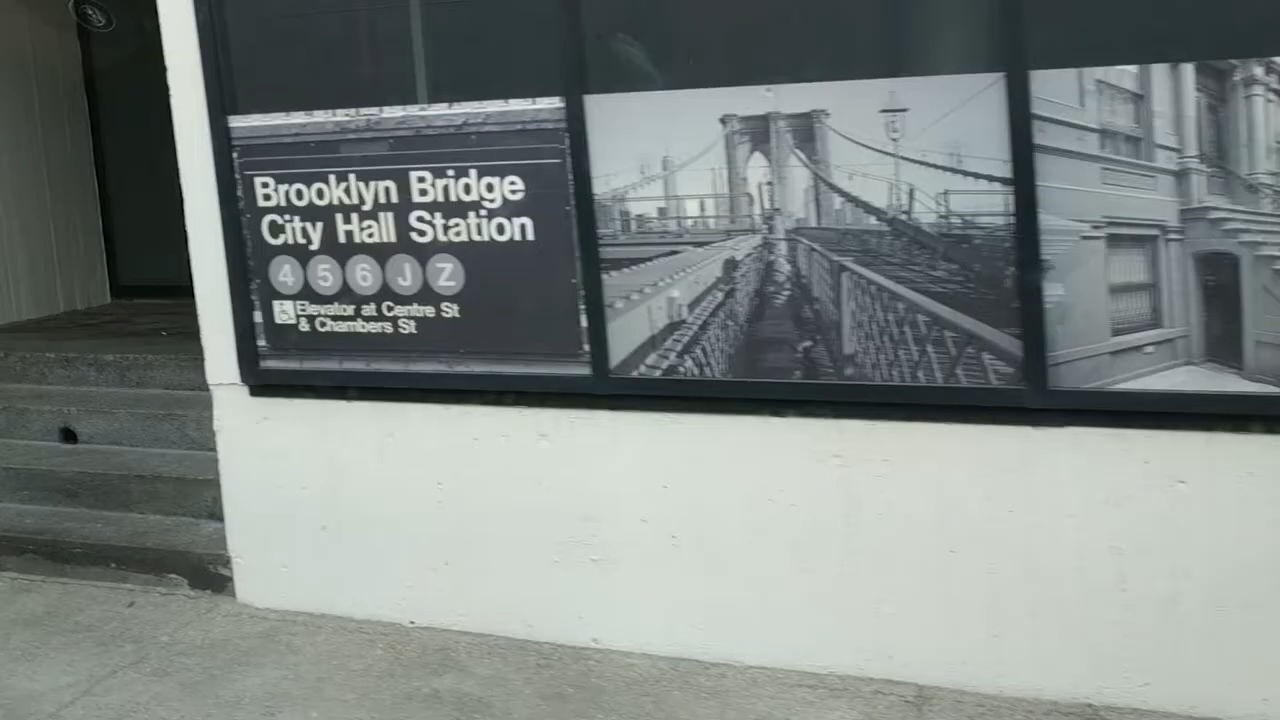 Brooklyn Bridge
City Hall Station
4 5 6 J Z
Elevator at Centre St
& Chambers St